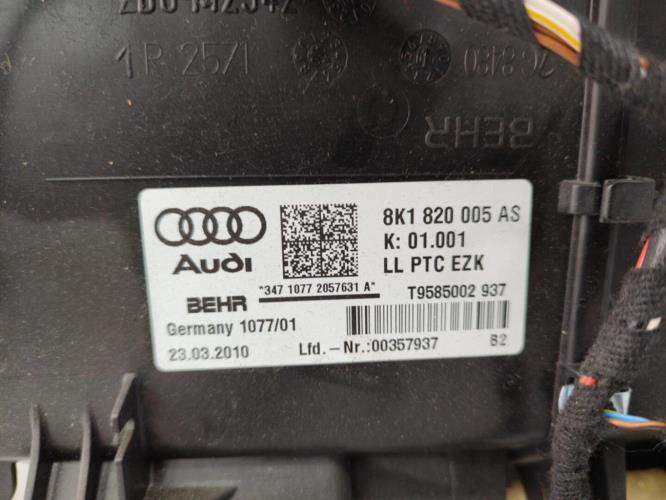 1R 2571
BEHR
8K1 820 005 AS
K: 01.001
Audi
LL PTC EZK
*347 1077 2057631 A*
BEHR
T9585002 937
Germany 1077/01
23.03.2010
Lfd.-Nr.:00357937
B2